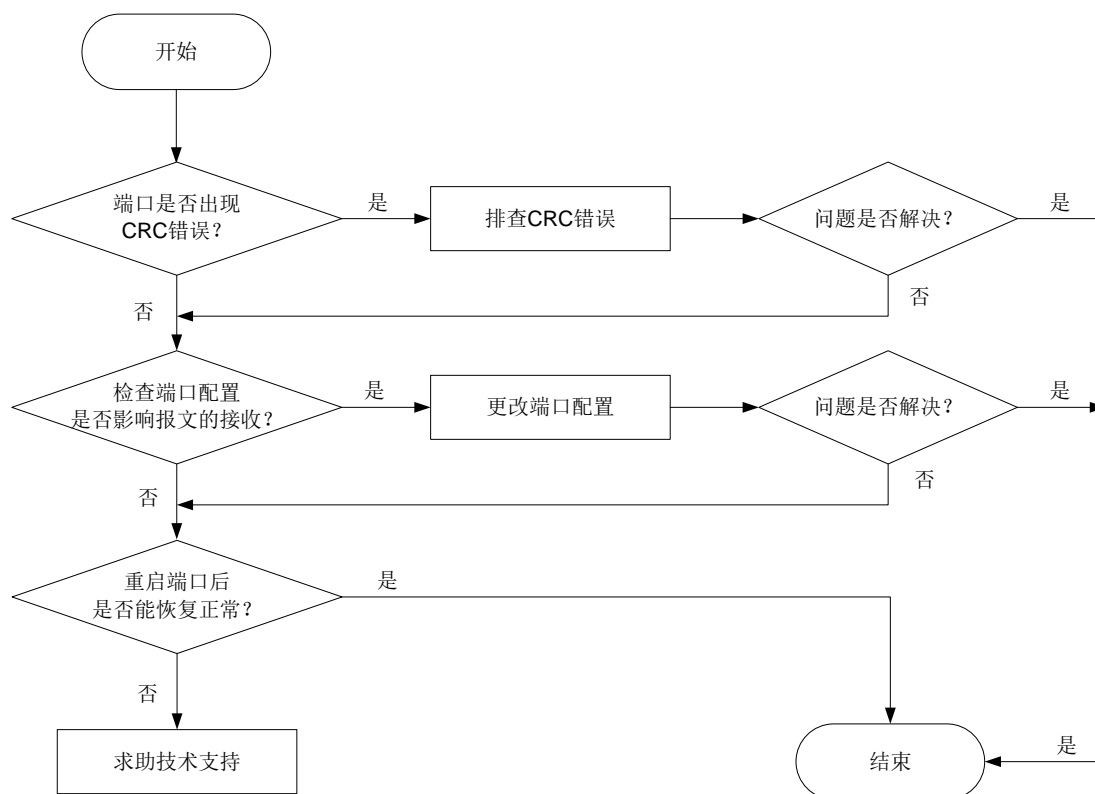 开始
端口是否出现
CRC错误？
是
排查CRC错误
问题是否解决？
是
否
否
检查端口配置
是否影响报文的接收？
是
更改端口配置
问题是否解决？
是
否
否
重启端口后
是否能恢复正常？
是
否
求助技术支持
结束
是